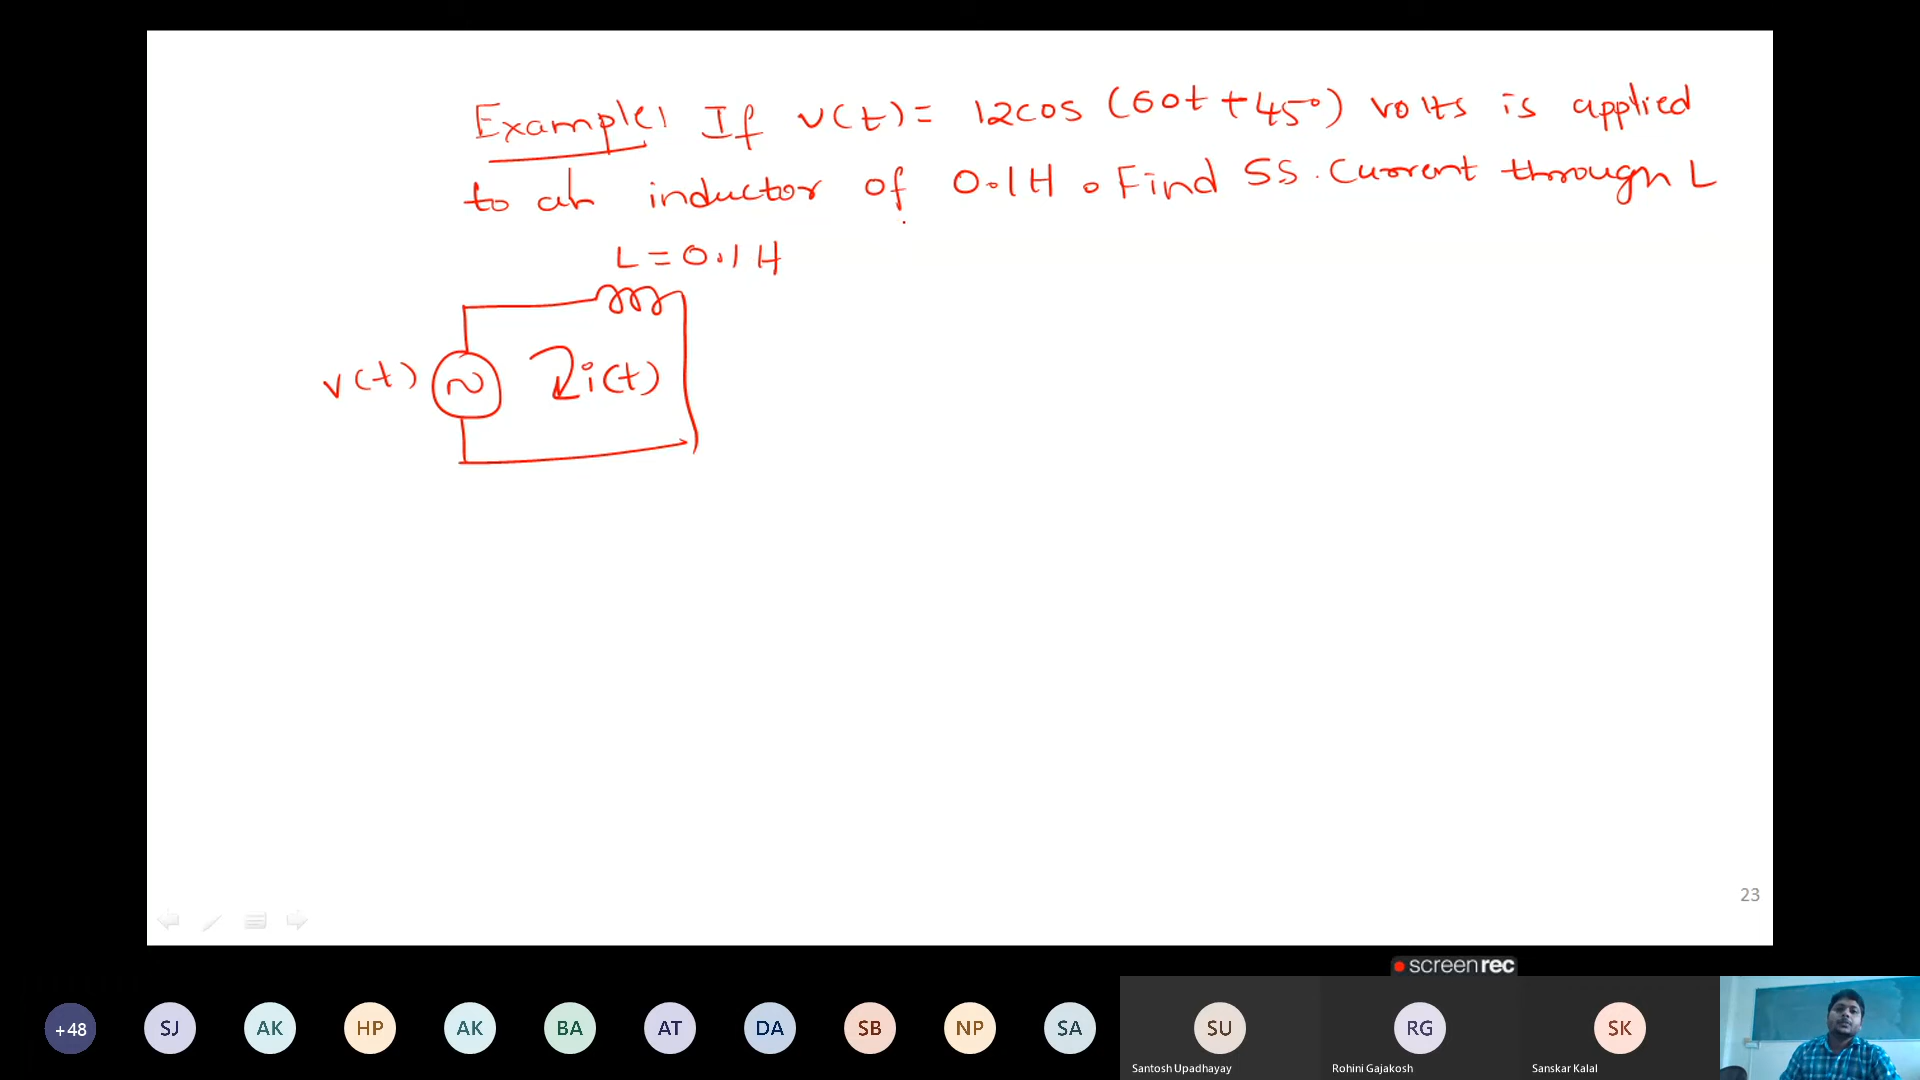 Example: If v(t) = 12cos (60t + 45°) volts is applied
to an inductor of 0.1H. Find SS. Current through L
L = 0.1 H
v(t)
i(t)
23
screenrec
+48 SJ AK HP AK BA AT DA SB NP SA SU RG SK
Santosh Upadhayay Rohini Gajakosh Sanskar Kalal